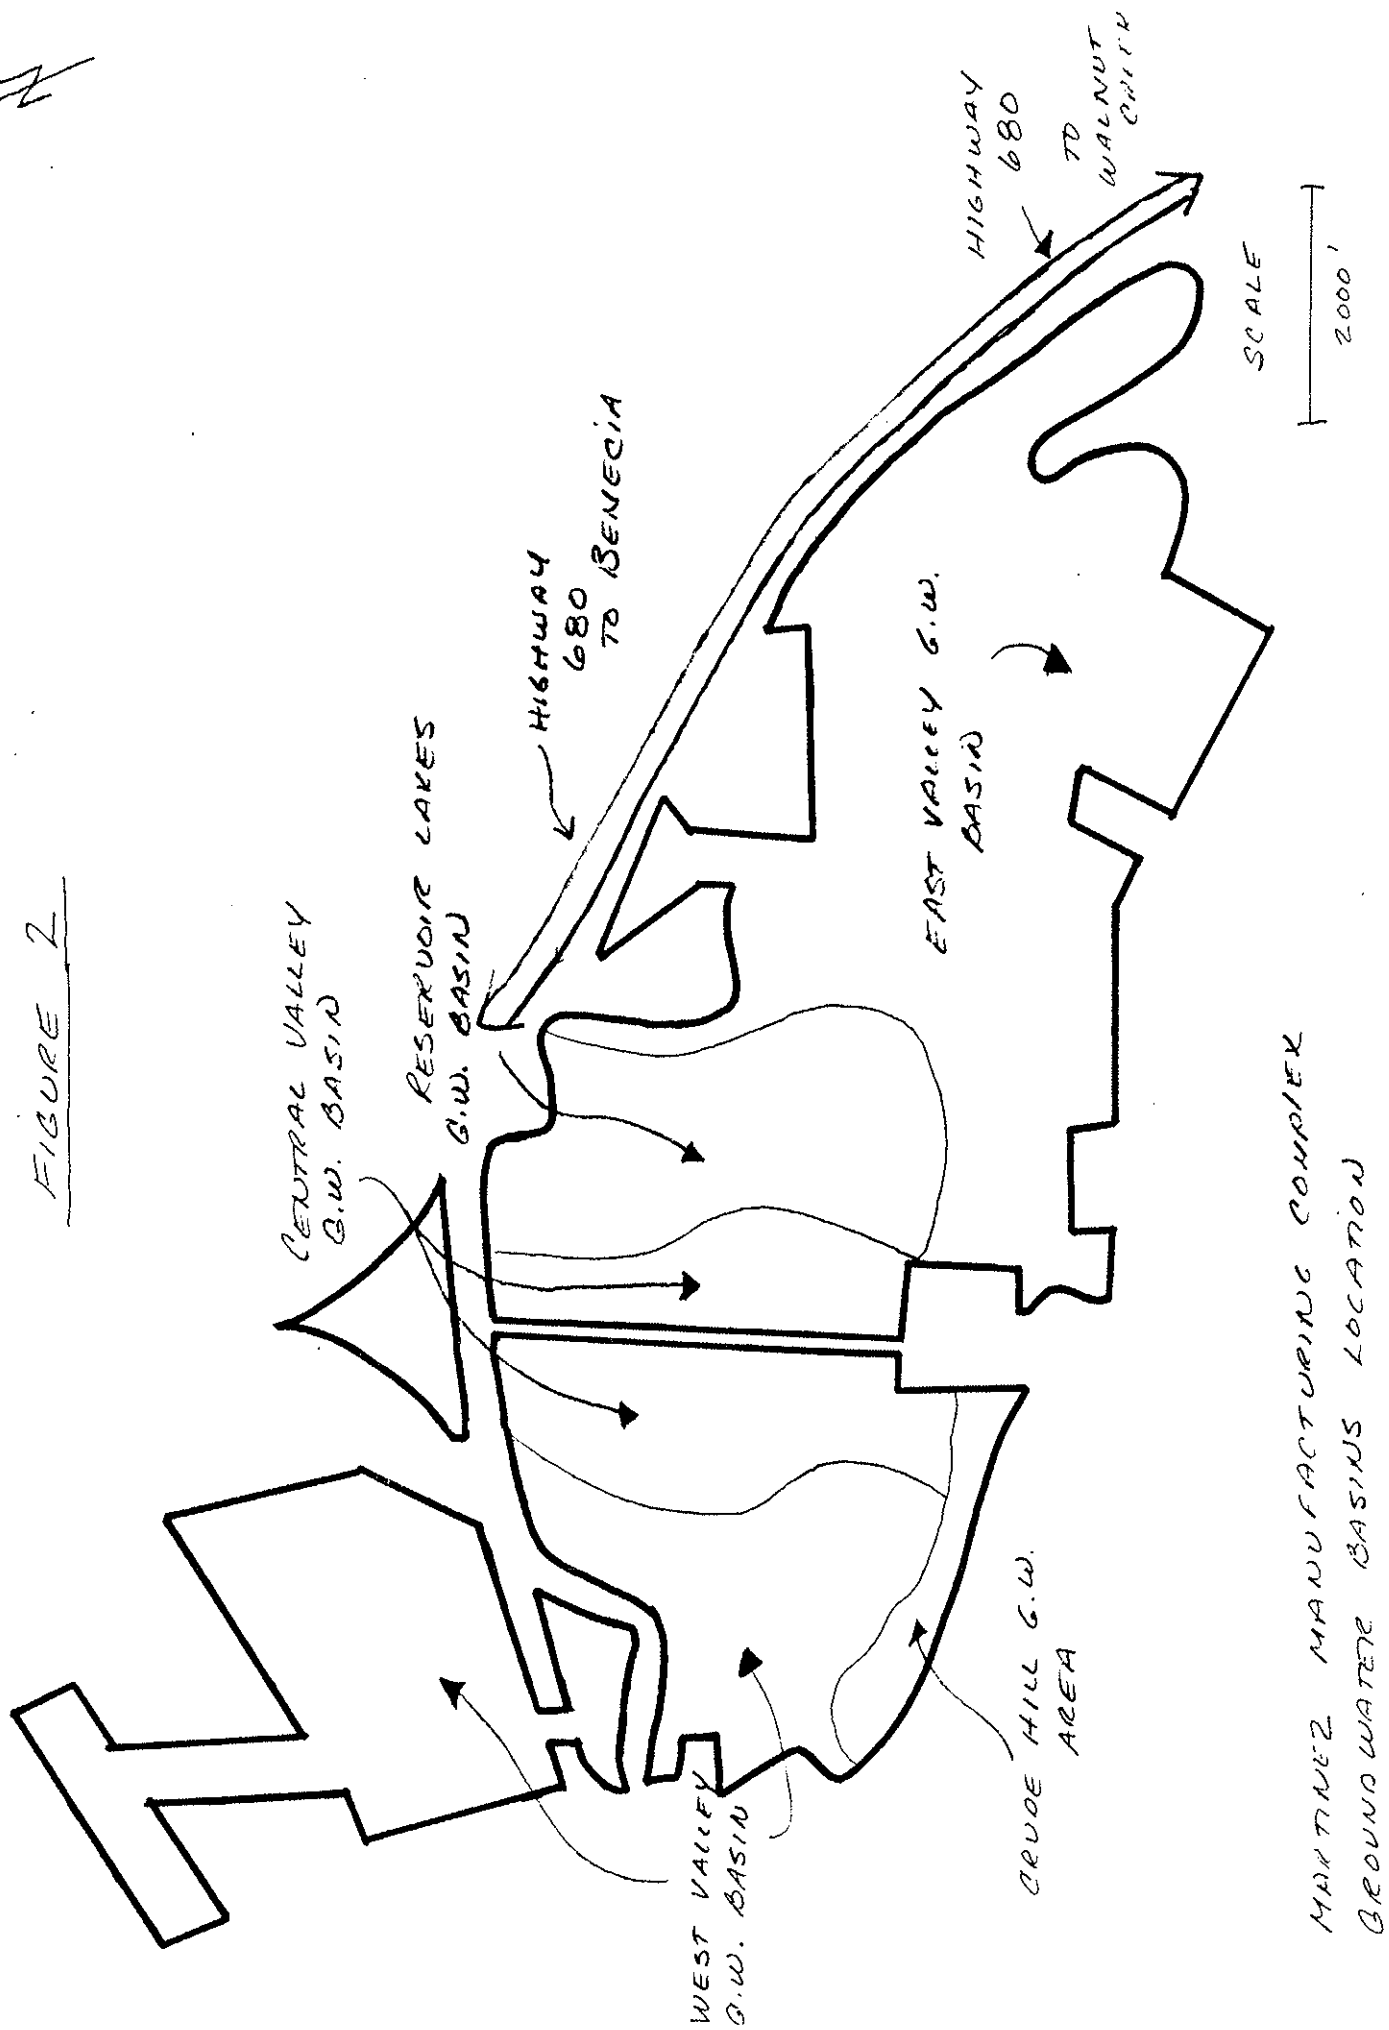 N
FIGURE 2
CENTRAL VALLEY
G.W. BASIN
RESERVOIR LAKES
G.W. BASIN
HIGHWAY
680
TO BENECIA
HIGHWAY
680
TO
WALNUT
WEST VALLEY
G.W. BASIN
CRUDE HILL G.W.
AREA
EAST VALLEY G.W.
BASIN
SCALE
2000'
MARTINEZ MANUFACTURING COMPLEX
GROUNDWATER BASINS LOCATION